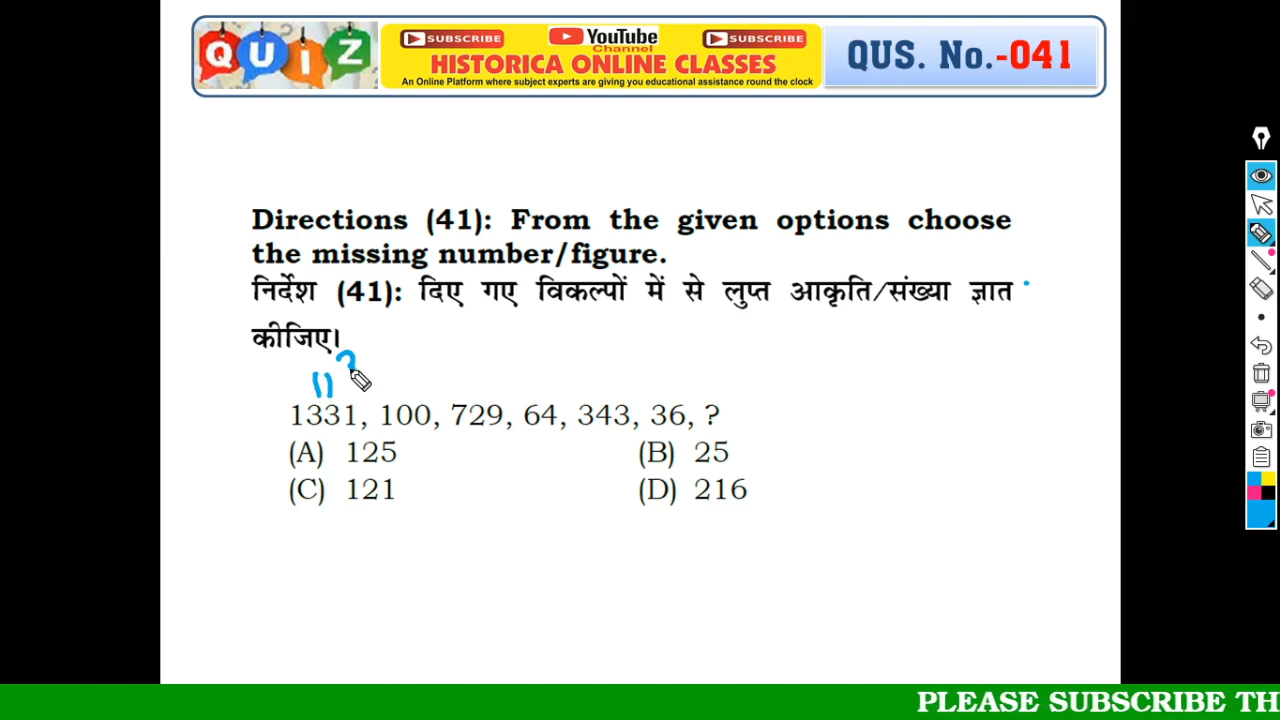 QUIZ
SUBSCRIBE YouTube SUBSCRIBE
Channel
HISTORICA ONLINE CLASSES
An Online Platform where subject experts are giving you educational assistance round the clock
QUS. No.-041
Directions (41): From the given options choose
the missing number/figure.
निर्देश (41): दिए गए विकल्पों में से लुप्त आकृति/संख्या ज्ञात
कीजिए।
11
1331, 100, 729, 64, 343, 36, ?
(A) 125 (B) 25
(C) 121 (D) 216
PLEASE SUBSCRIBE TH